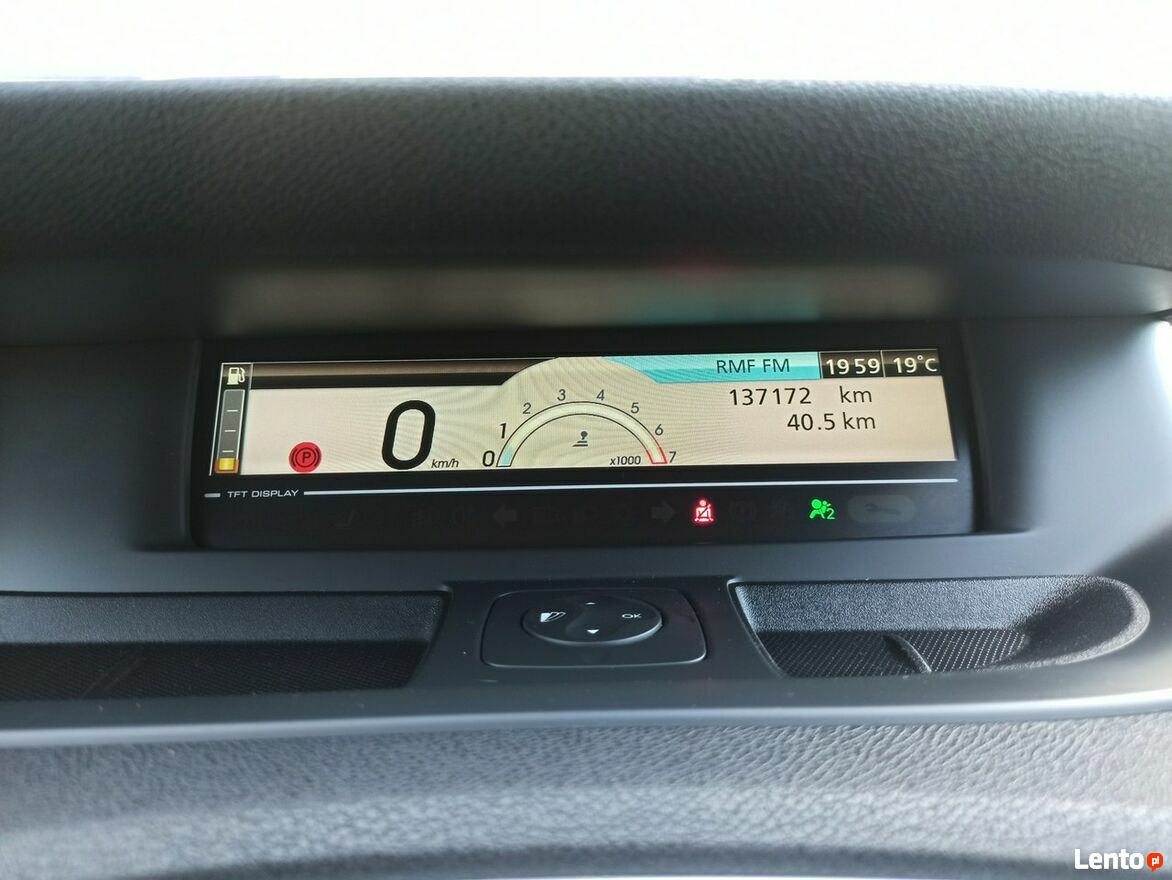 RMF FM 19 59 19°C
137172 km
40.5 km
0 km/h
P
0 1 2 3 4 5 6 7
x1000
TFT DISPLAY
2
OK
Lento pl